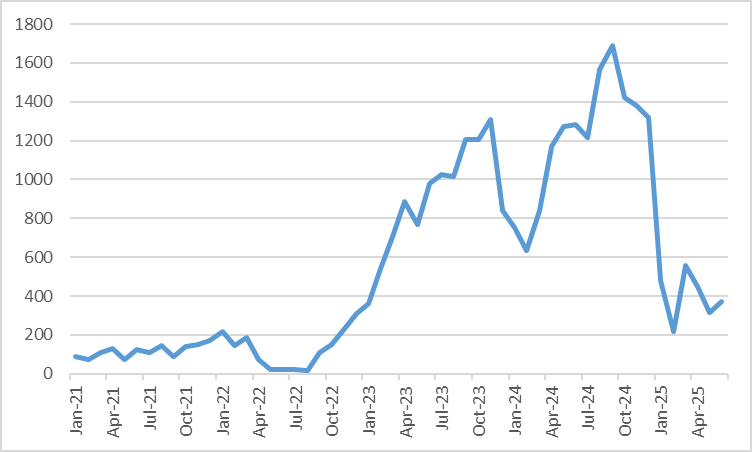 1800
1600
1400
1200
1000
800
600
400
200
0
Jan-21
Apr-21
Jul-21
Oct-21
Jan-22
Apr-22
Jul-22
Oct-22
Jan-23
Apr-23
Jul-23
Oct-23
Jan-24
Apr-24
Jul-24
Oct-24
Jan-25
Apr-25